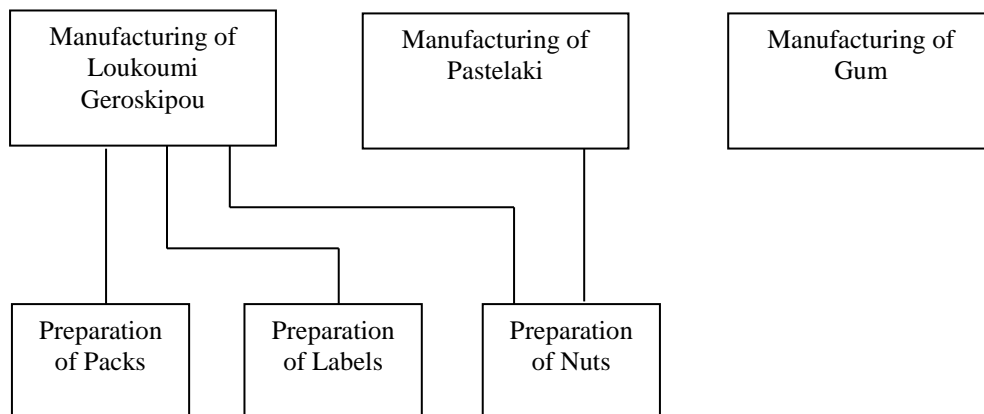 Manufacturing of
Loukoumi
Geroskipou
Manufacturing of
Pastelaki
Manufacturing of
Gum
Preparation
of Packs
Preparation
of Labels
Preparation
of Nuts